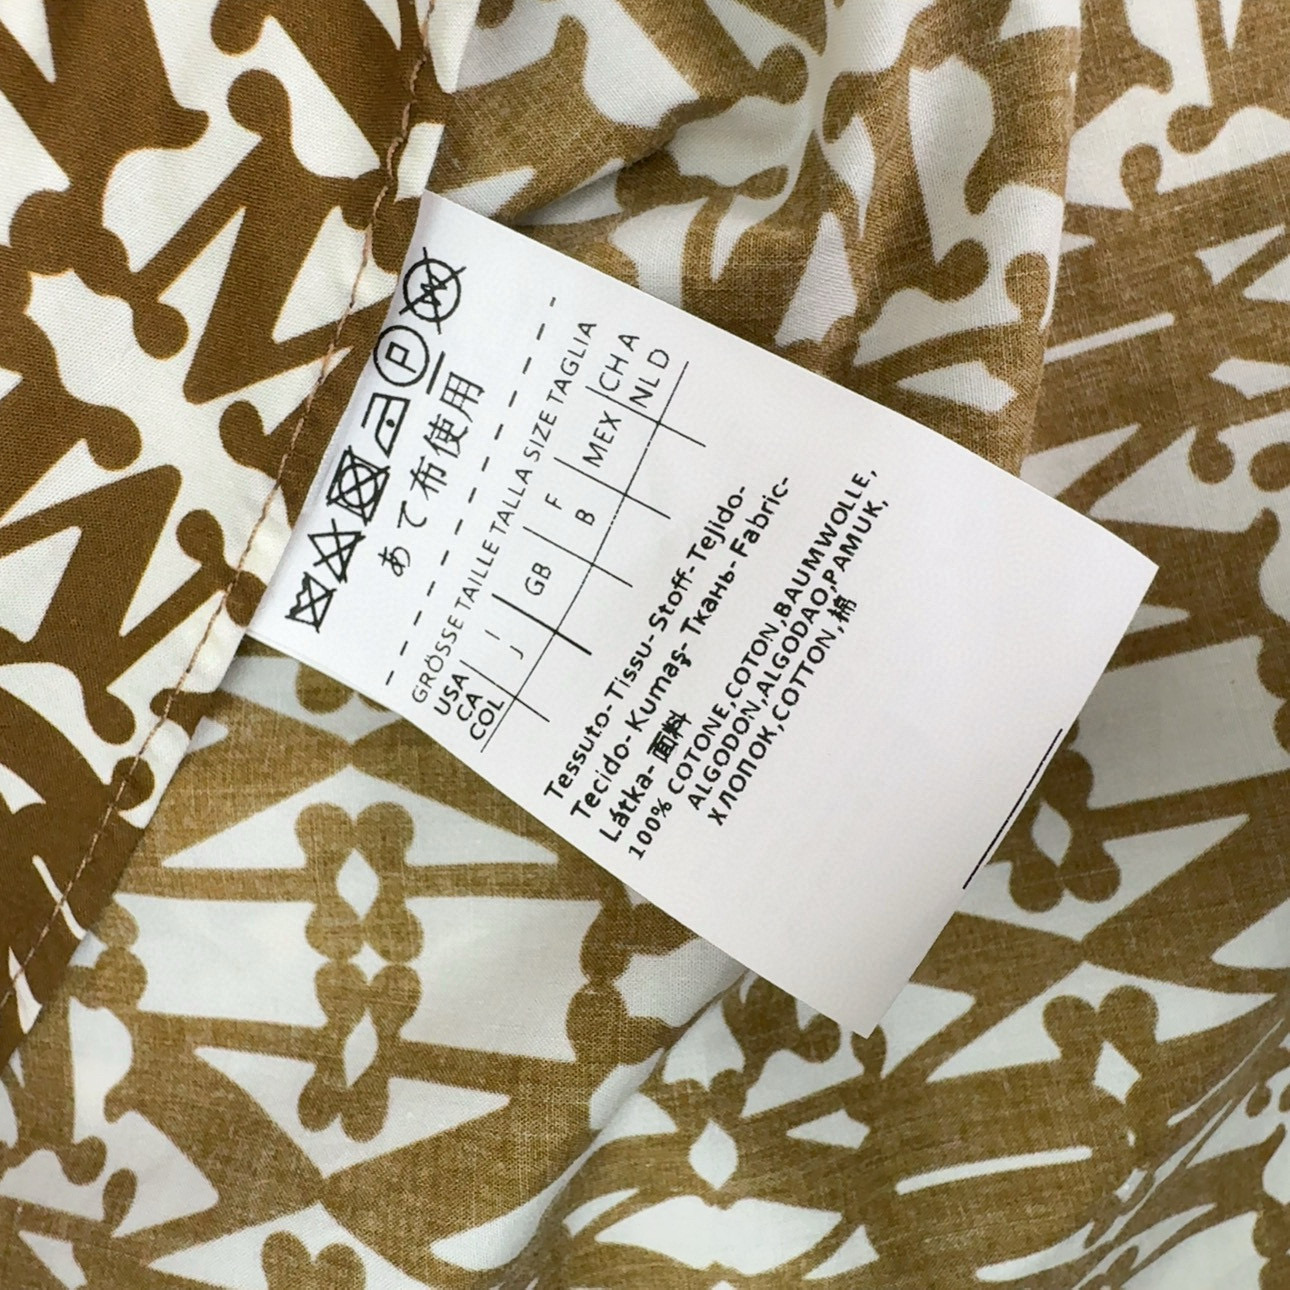 W
P
あて布使用
GRÖSSE TAILLE TALLA SIZE TAGLIA
USA I GB F MEX CH A
CA J B NL D
COL
Tessuto-Tissu-Stoff-Tejido-
Tecido-Kumaş-Ткань-Fabric-
Látka-面料
100% COTONE,COTON,BAUMWOLLE,
ALGODON,ALGODAO,PAMUK,
ХЛОПОК,COTTON,棉